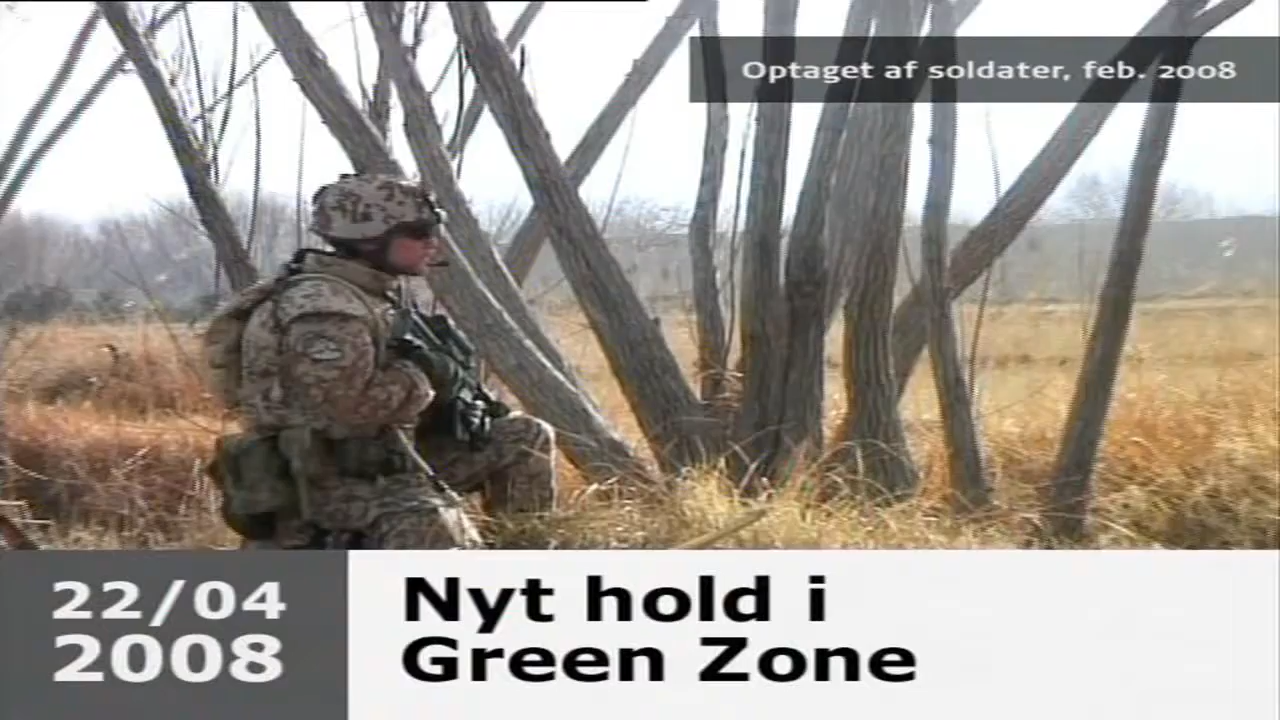 Optaget af soldater, feb. 2008
22/04
2008
Nyt hold i
Green Zone